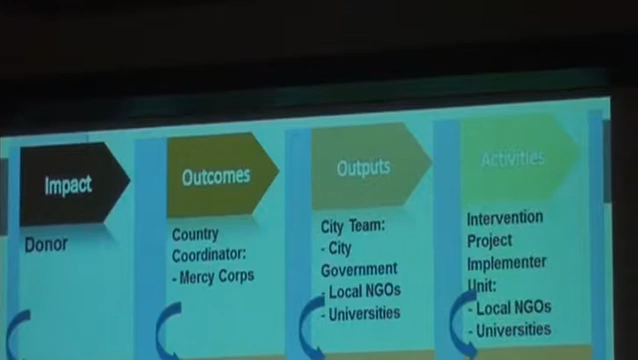 Impact
Donor
Outcomes
Country
Coordinator:
- Mercy Corps
Outputs
City Team:
- City
Government
- Local NGOs
- Universities
Activities
Intervention
Project
Implementer
Unit:
- Local NGOs
- Universities